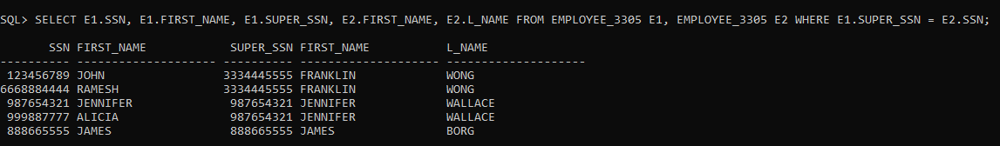 SQL> SELECT E1.SSN, E1.FIRST_NAME, E1.SUPER_SSN, E2.FIRST_NAME, E2.L_NAME FROM EMPLOYEE_3305 E1, EMPLOYEE_3305 E2 WHERE E1.SUPER_SSN = E2.SSN;
       SSN FIRST_NAME            SUPER_SSN FIRST_NAME           L_NAME
---------- -------------------- ---------- -------------------- --------------------
 123456789 JOHN                 3334445555 FRANKLIN             WONG
6668884444 RAMESH               3334445555 FRANKLIN             WONG
 987654321 JENNIFER              987654321 JENNIFER             WALLACE
 999887777 ALICIA                987654321 JENNIFER             WALLACE
 888665555 JAMES                 888665555 JAMES                BORG